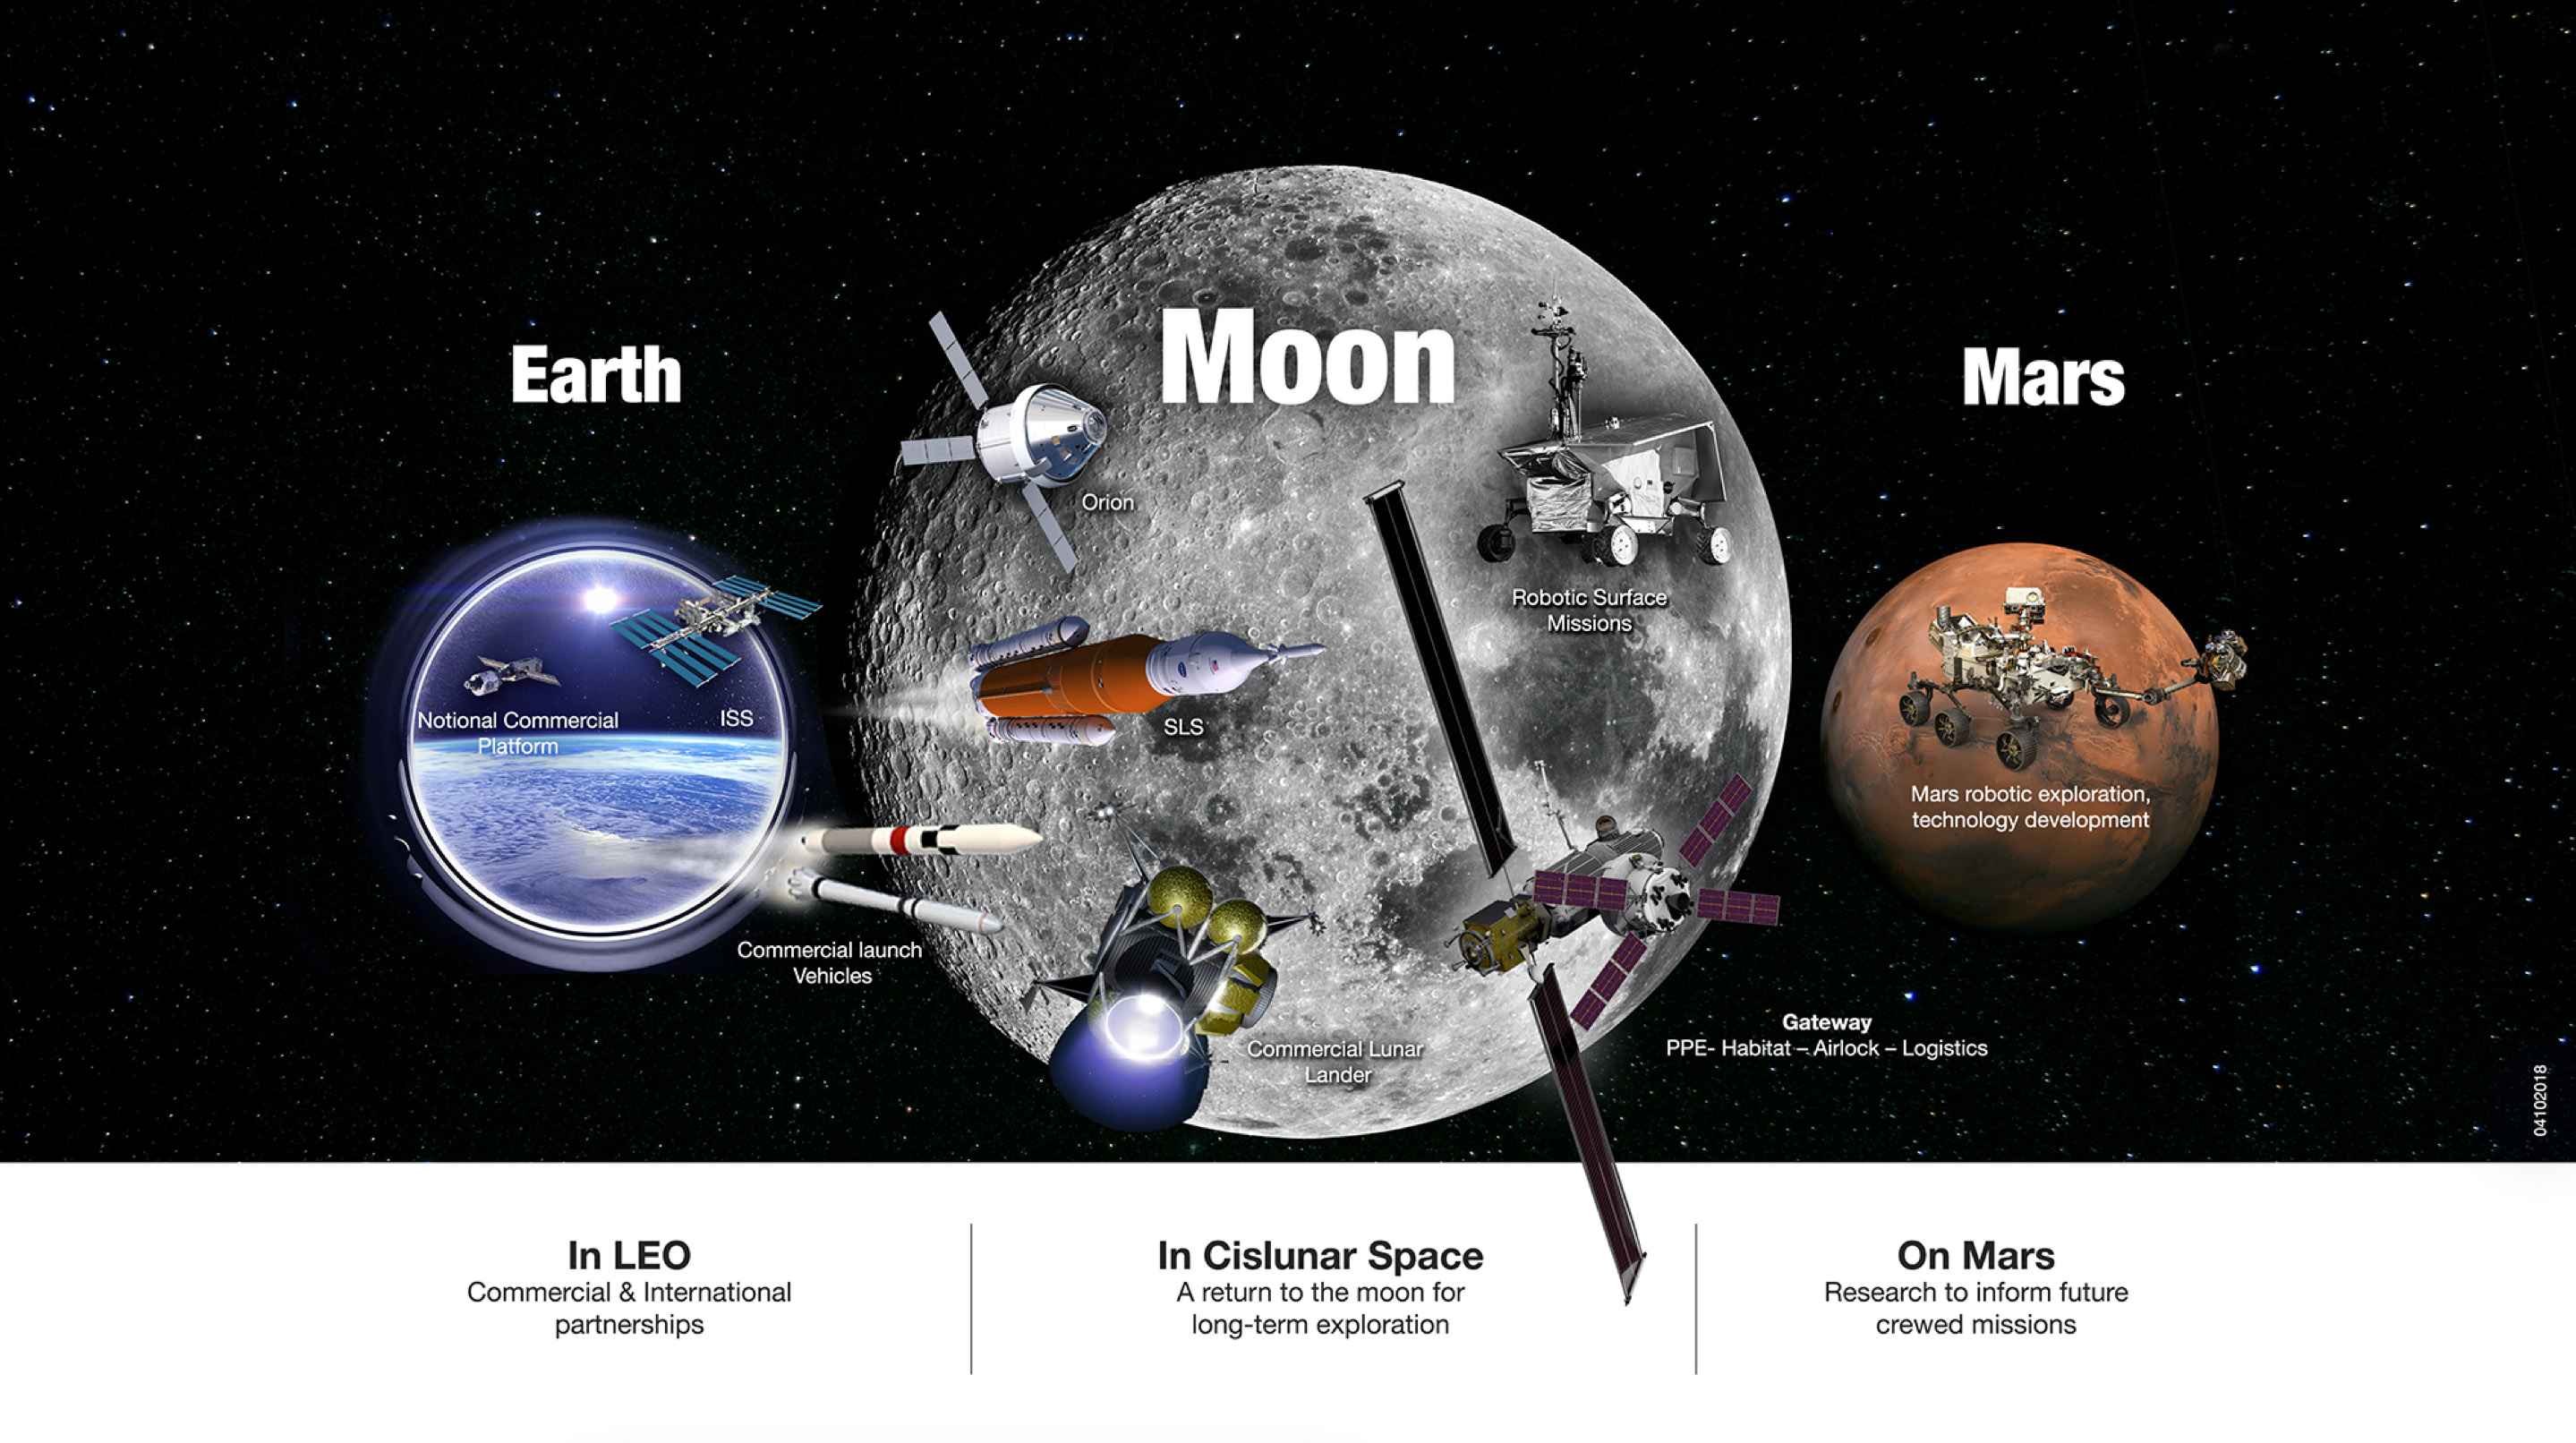 Earth
Moon
Mars
Orion
Robotic Surface
Missions
Notional Commercial
Platform
ISS
SLS
Mars robotic exploration,
technology development
Commercial launch
Vehicles
Commercial Lunar
Lander
Gateway
PPE- Habitat – Airlock – Logistics
04102018
In LEO
Commercial & International
partnerships
In Cislunar Space
A return to the moon for
long-term exploration
On Mars
Research to inform future
crewed missions